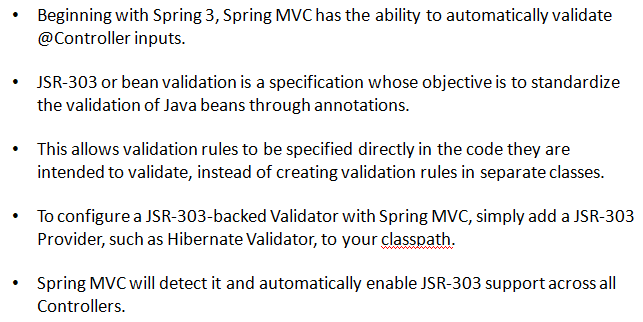 • Beginning with Spring 3, Spring MVC has the ability to automatically validate
@Controller inputs.
• JSR-303 or bean validation is a specification whose objective is to standardize
the validation of Java beans through annotations.
• This allows validation rules to be specified directly in the code they are
intended to validate, instead of creating validation rules in separate classes.
• To configure a JSR-303-backed Validator with Spring MVC, simply add a JSR-303
Provider, such as Hibernate Validator, to your classpath.
• Spring MVC will detect it and automatically enable JSR-303 support across all
Controllers.